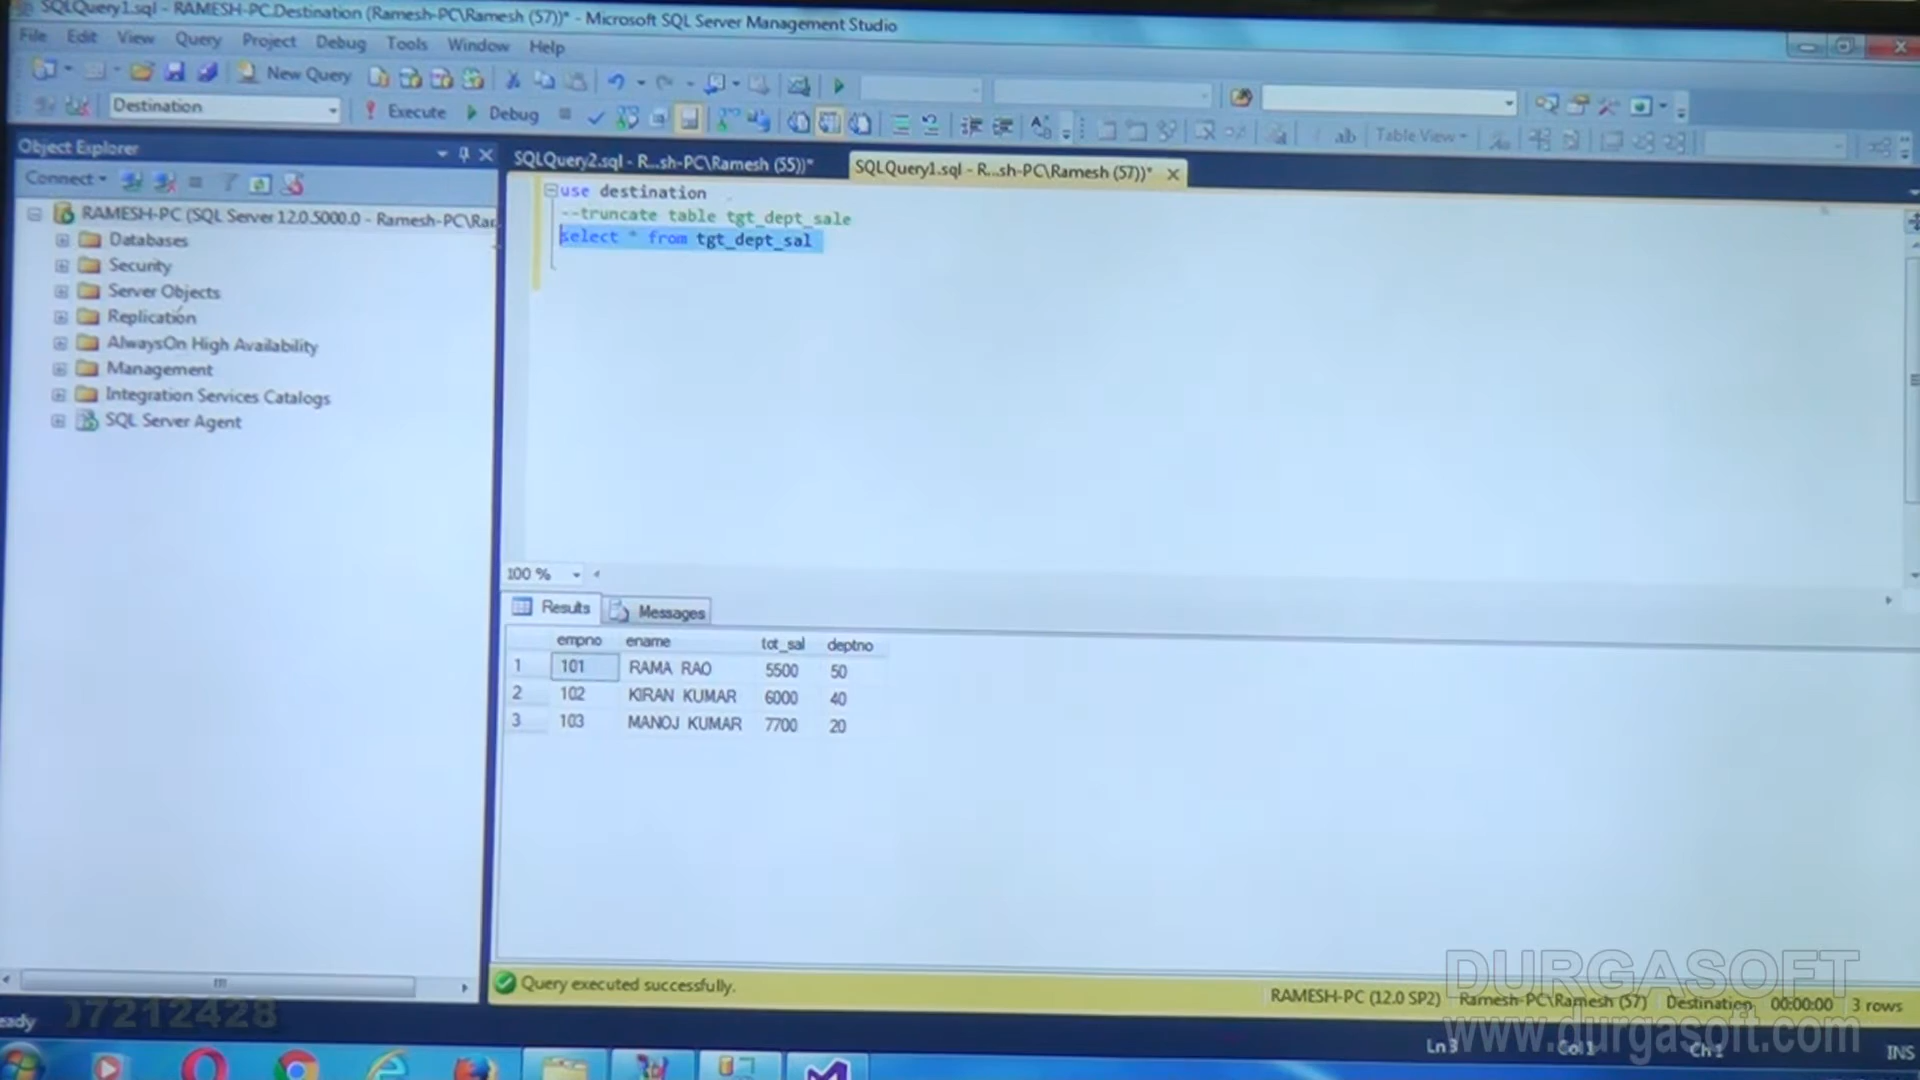 SQLQuery1.sql - RAMESH-PC.Destination (Ramesh-PC\Ramesh (57))* - Microsoft SQL Server Management Studio
File Edit View Query Project Debug Tools Window Help
New Query
Destination Execute Debug
Table View
Object Explorer
Connect
RAMESH-PC (SQL Server 12.0.5000.0 - Ramesh-PC\Ra
Databases
Security
Server Objects
Replication
AlwaysOn High Availability
Management
Integration Services Catalogs
SQL Server Agent
SQLQuery2.sql - R...sh-PC\Ramesh (55))*
SQLQuery1.sql - R...sh-PC\Ramesh (57))*
use destination
--truncate table tgt_dept_sale
select * from tgt_dept_sal
100 %
Results Messages
empno ename tot_sal deptno
1 101 RAMA RAO 5500 50
2 102 KIRAN KUMAR 6000 40
3 103 MANOJ KUMAR 7700 20
Query executed successfully.
RAMESH-PC (12.0 SP2) Ramesh-PC\Ramesh (57) Destination 00:00:00 3 rows
eady
Ln 3 Col 1 Ch 1 INS
07212428
DURGASOFT
www.durgasoft.com